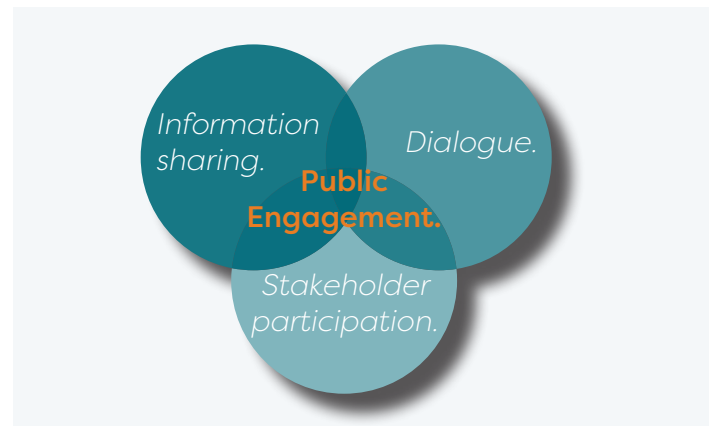 Information
sharing.
Dialogue.
Public
Engagement.
Stakeholder
participation.